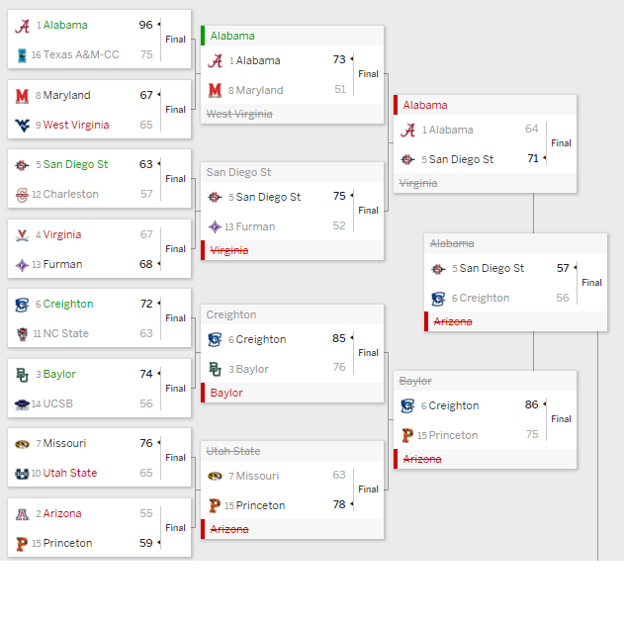 1 Alabama 96
Final
16 Texas A&M-CC 75
8 Maryland 67
Final
9 West Virginia 65
5 San Diego St 63
Final
12 Charleston 57
4 Virginia 67
Final
13 Furman 68
6 Creighton 72
Final
11 NC State 63
3 Baylor 74
Final
14 UCSB 56
7 Missouri 76
Final
10 Utah State 65
2 Arizona 55
Final
15 Princeton 59
Alabama
1 Alabama 73
Final
8 Maryland 51
West Virginia
San Diego St
5 San Diego St 75
Final
13 Furman 52
Virginia
Creighton
6 Creighton 85
Final
3 Baylor 76
Baylor
Utah State
7 Missouri 63
Final
15 Princeton 78
Arizona
Alabama
1 Alabama 64
Final
5 San Diego St 71
Virginia
Baylor
6 Creighton 86
Final
15 Princeton 75
Arizona
Alabama
5 San Diego St 57
Final
6 Creighton 56
Arizona